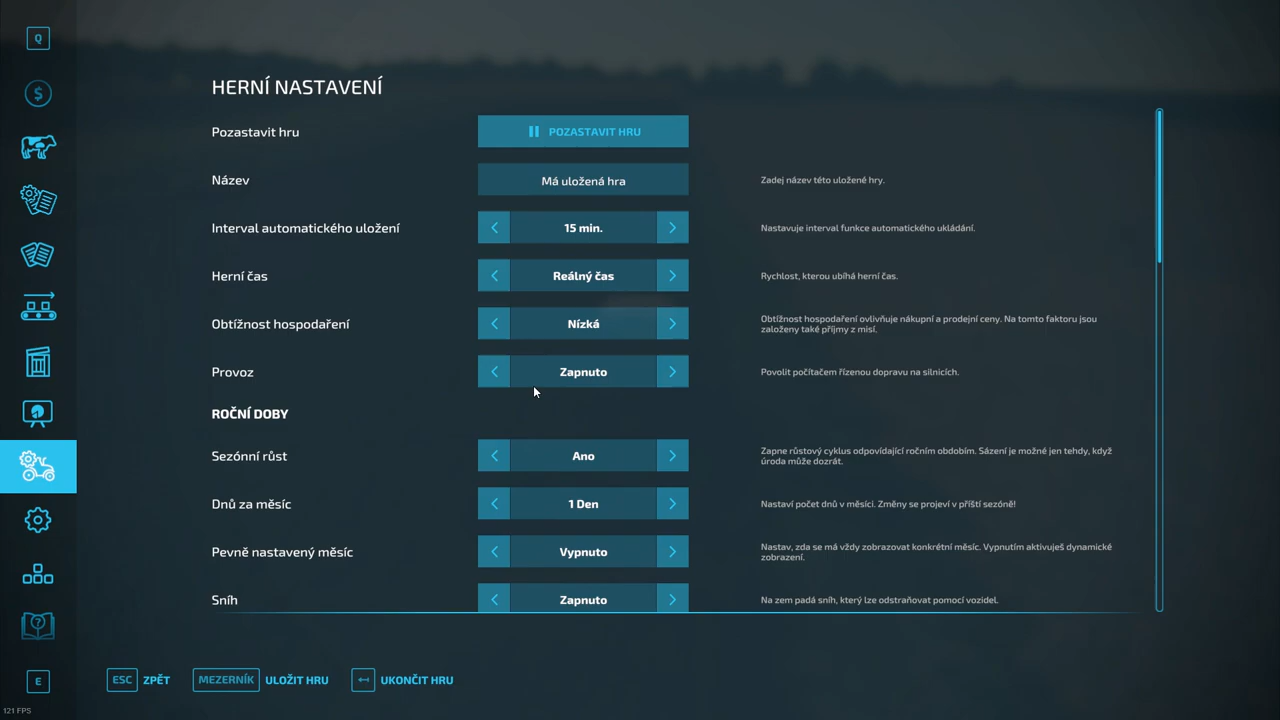 Q
HERNÍ NASTAVENÍ
Pozastavit hru
POZASTAVIT HRU
Název
Má uložená hra
Zadej název této uložené hry.
Interval automatického uložení
15 min.
Nastavuje interval funkce automatického ukládání.
Herní čas
Reálný čas
Rychlost, kterou ubíhá herní čas.
Obtížnost hospodaření
Nízká
Obtížnost hospodaření ovlivňuje nákupní a prodejní ceny. Na tomto faktoru jsou
založeny také příjmy z misí.
Provoz
Zapnuto
Povolit počítačem řízenou dopravu na silnicích.
ROČNÍ DOBY
Sezónní růst
Ano
Zapne růstový cyklus odpovídající ročním obdobím. Sázení je možné jen tehdy, když
úroda může dozrát.
Dnů za měsíc
1 Den
Nastaví počet dnů v měsíci. Změny se projeví v příští sezóně!
Pevně nastavený měsíc
Vypnuto
Nastav, zda se má vždy zobrazovat konkrétní měsíc. Vypnutím aktivuješ dynamické
zobrazení.
Sníh
Zapnuto
Na zem padá sníh, který lze odstraňovat pomocí vozidel.
E
ESC ZPĚT MEZERNÍK ULOŽIT HRU UKONČIT HRU
121 FPS